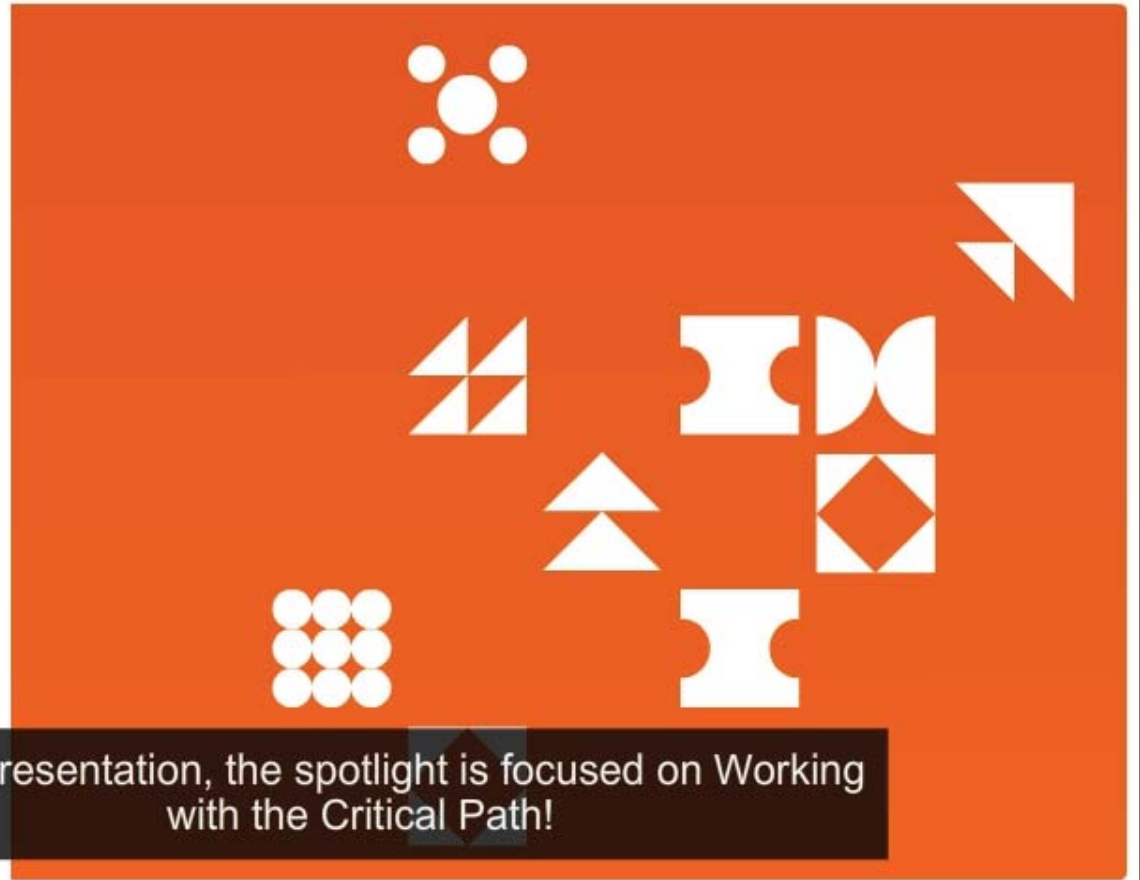 resentation, the spotlight is focused on Working
with the Critical Path!